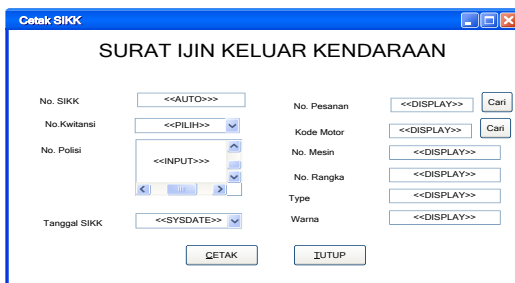 Cetak SIKK
SURAT IJIN KELUAR KENDARAAN
No. SIKK <<AUTO>>>
No.Kwitansi <<PILIH>>
No. Polisi <<INPUT>>>
Tanggal SIKK <<SYSDATE>>
No. Pesanan <<DISPLAY>> Cari
Kode Motor <<DISPLAY>> Cari
No. Mesin <<DISPLAY>>
No. Rangka <<DISPLAY>>
Type <<DISPLAY>>
Warna <<DISPLAY>>
CETAK TUTUP